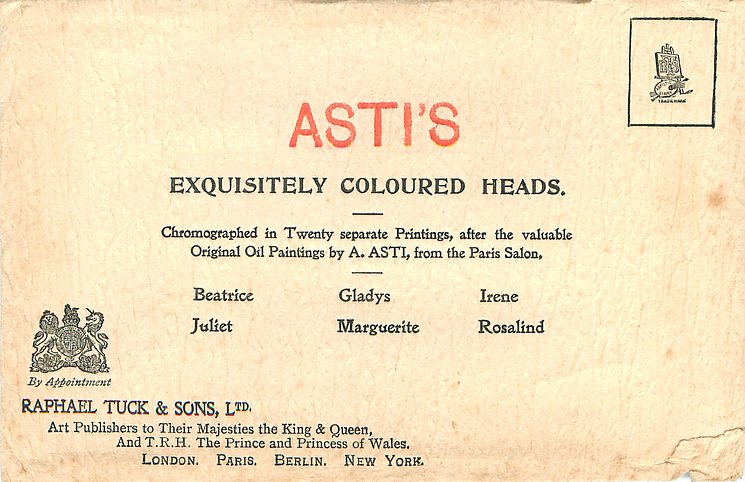 TRADE MARK
ASTI'S
EXQUISITELY COLOURED HEADS.
Chromographed in Twenty separate Printings, after the valuable
Original Oil Paintings by A. ASTI, from the Paris Salon.
Beatrice Gladys Irene
Juliet Marguerite Rosalind
By Appointment
RAPHAEL TUCK & SONS, LTD.
Art Publishers to Their Majesties the King & Queen,
And T.R.H. The Prince and Princess of Wales.
LONDON. PARIS. BERLIN. NEW YORK.